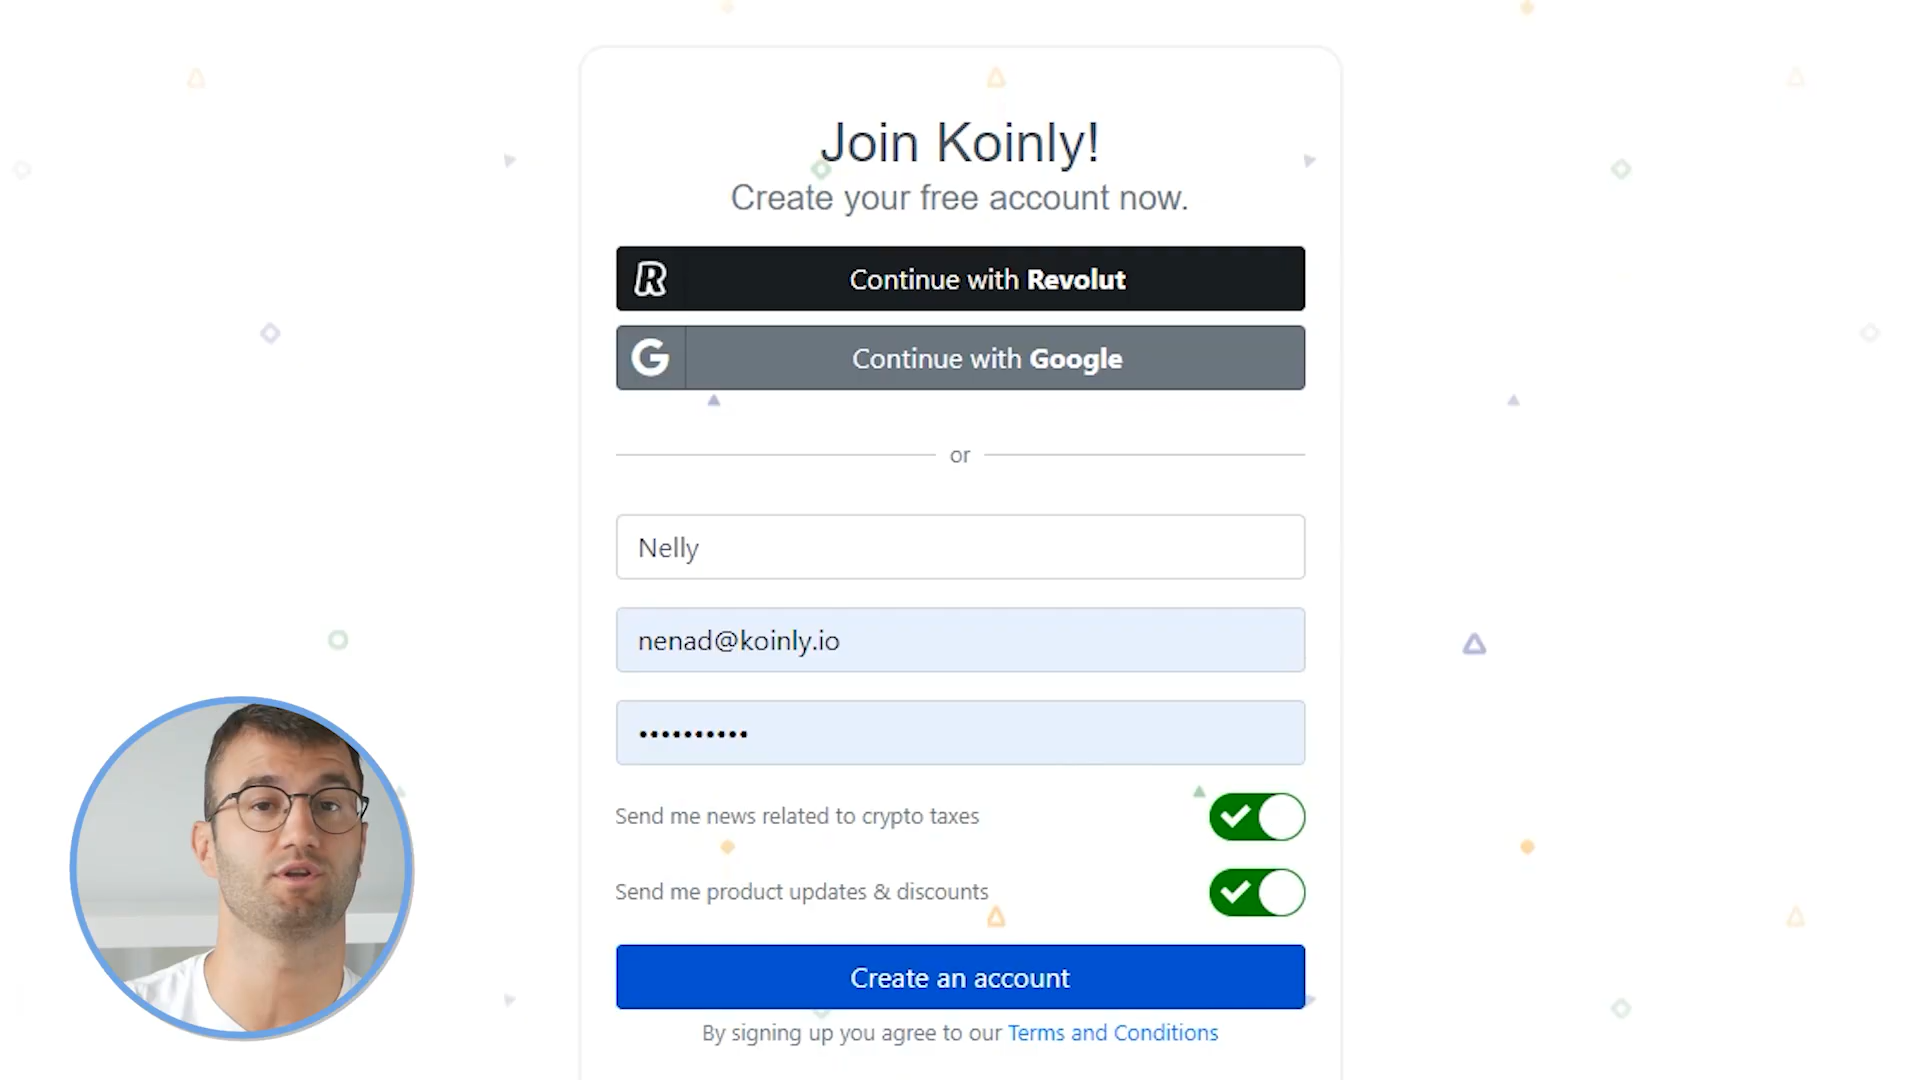 Join Koinly!
Create your free account now.
Continue with Revolut
Continue with Google
or
Nelly
nenad@koinly.io
••••••••••
Send me news related to crypto taxes
Send me product updates & discounts
Create an account
By signing up you agree to our Terms and Conditions